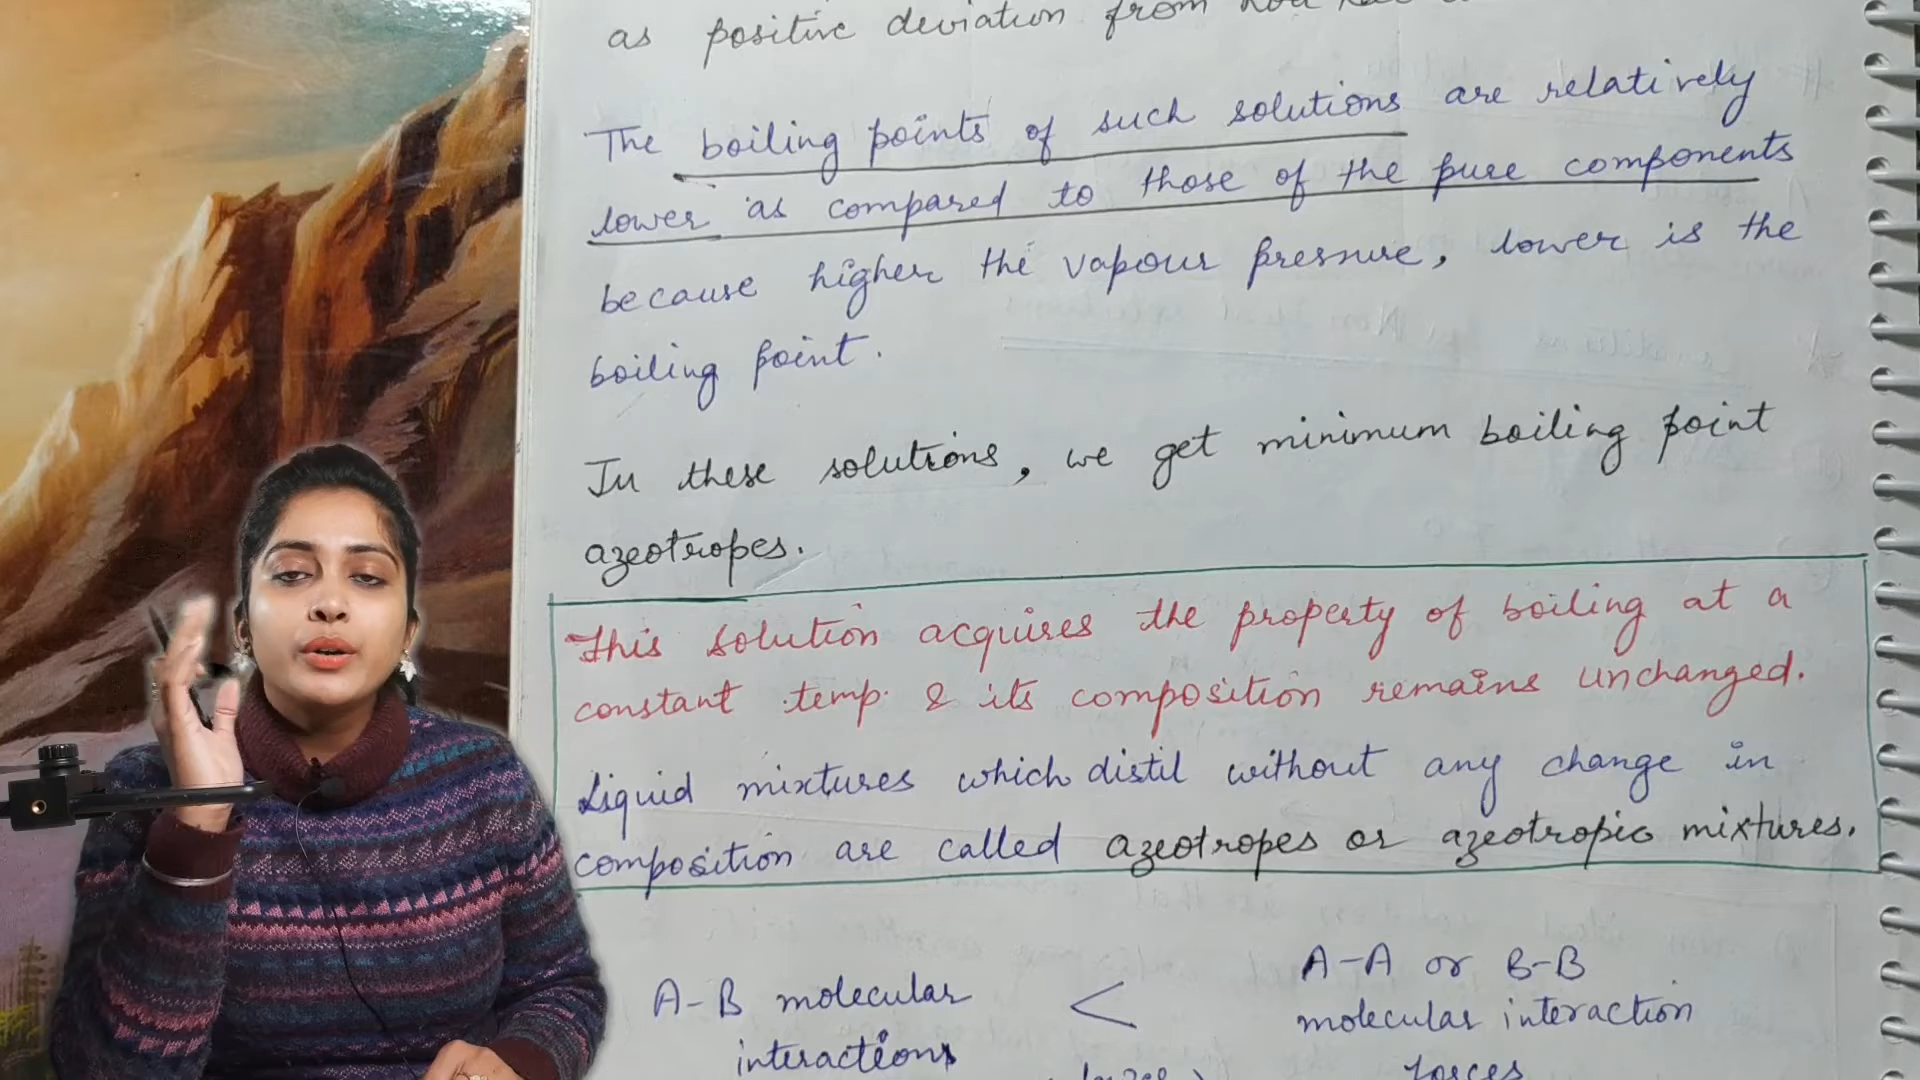 as positive deviation from
The boiling points of such solutions are relatively
lower as compared to those of the pure components
because higher the vapour pressure, lower is the
boiling point.
In these solutions, we get minimum boiling point
azeotropes.
This solution acquires the property of boiling at a
constant temp. & its composition remains unchanged.
Liquid mixtures which distil without any change in
composition are called azeotropes or azeotropic mixtures.
A-B molecular
interactions
<
A-A or B-B
molecular interaction
forces